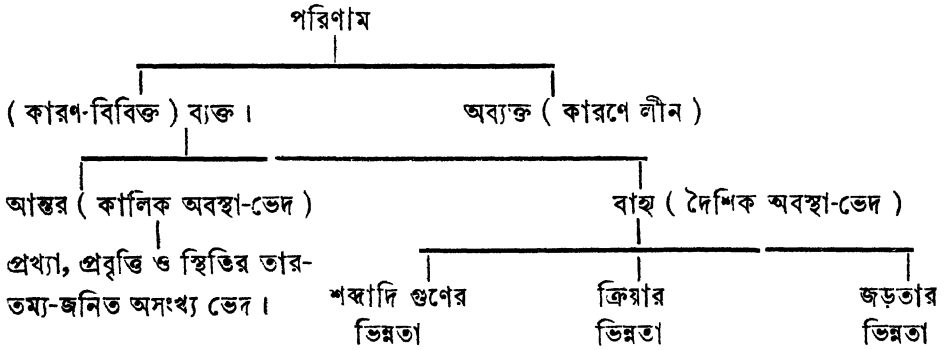 পরিণাম
( কারণ-বিবিক্ত ) ব্যক্ত ।
অব্যক্ত ( কারণে লীন )
আন্তর ( কালিক অবস্থা-ভেদ )
বাহ্য ( দৈশিক অবস্থা-ভেদ )
প্রখ্যা, প্রবৃত্তি ও স্থিতির তার-
তম্য-জনিত অসংখ্য ভেদ ।
শব্দাদি গুণের
ভিন্নতা
ক্রিয়ার
ভিন্নতা
জড়তার
ভিন্নতা